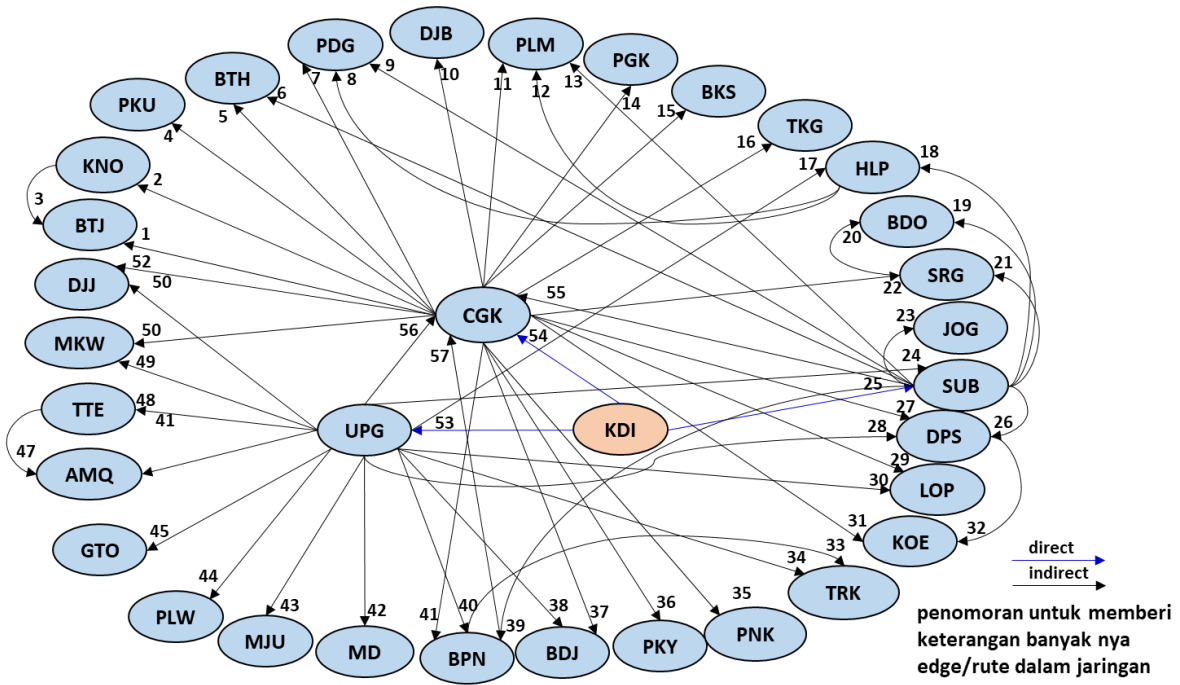 DJB
PDG
PLM
PGK
BTH
BKS
PKU
TKG
KNO
HLP
BTJ
BDO
DJJ
SRG
CGK
MKW
JOG
TTE
SUB
UPG
KDI
DPS
AMQ
LOP
GTO
KOE
TRK
PLW
MJU
MD
BPN
BDJ
PKY
PNK
1
2
3
4
5
6
7
8
9
10
11
12
13
14
15
16
17
18
19
20
21
22
23
24
25
26
27
28
29
30
31
32
33
34
35
36
37
38
39
40
41
42
43
44
45
47
41
48
49
50
50
52
53
54
55
56
57
direct
indirect
penomoran untuk memberi
keterangan banyak nya
edge/rute dalam jaringan